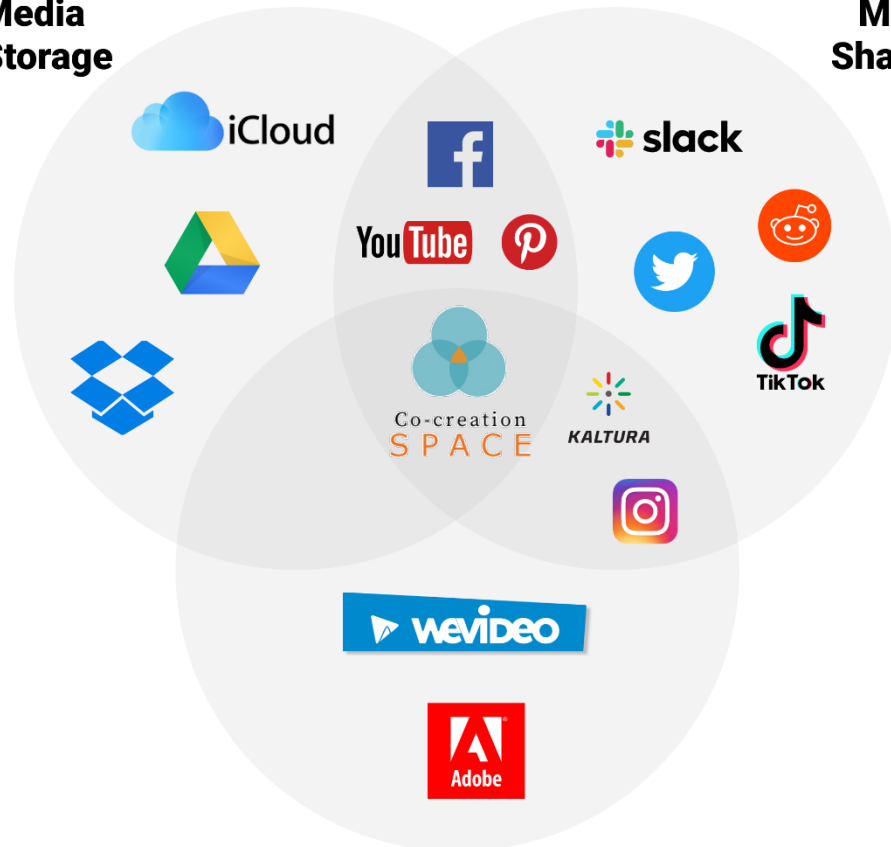 Media
Storage
M
Sha
iCloud
slack
YouTube
TikTok
Co-creation
SPACE
KALTURA
WEVIDEO
Adobe